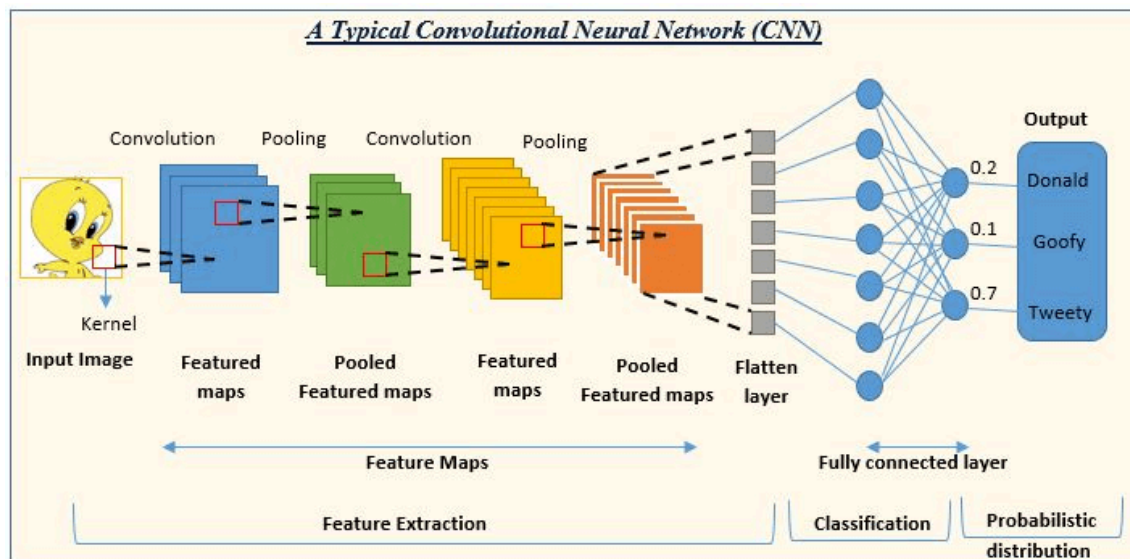 A Typical Convolutional Neural Network (CNN)
Convolution
Pooling
Convolution
Pooling
Output
0.2
Donald
0.1
Goofy
0.7
Tweety
Kernel
Input Image
Featured
maps
Pooled
Featured maps
Featured
maps
Pooled
Featured maps
Flatten
layer
Feature Maps
Fully connected layer
Feature Extraction
Classification
Probabilistic
distribution